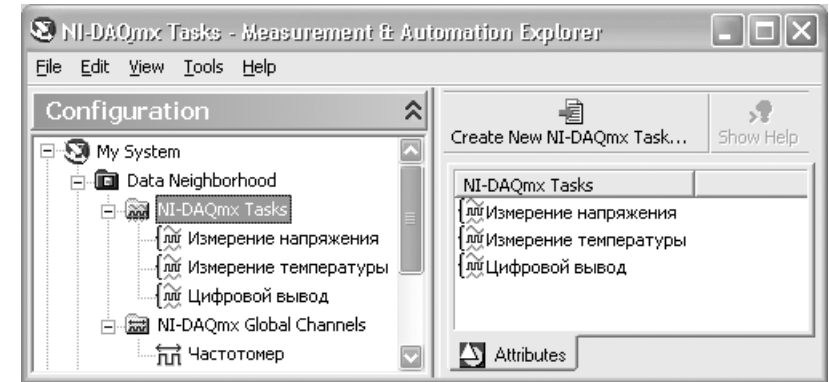 NI-DAQmx Tasks - Measurement & Automation Explorer
File Edit View Tools Help
Configuration
My System
Data Neighborhood
NI-DAQmx Tasks
Измерение напряжения
Измерение температуры
Цифровой вывод
NI-DAQmx Global Channels
Частотомер
Create New NI-DAQmx Task... Show Help
NI-DAQmx Tasks
Измерение напряжения
Измерение температуры
Цифровой вывод
Attributes